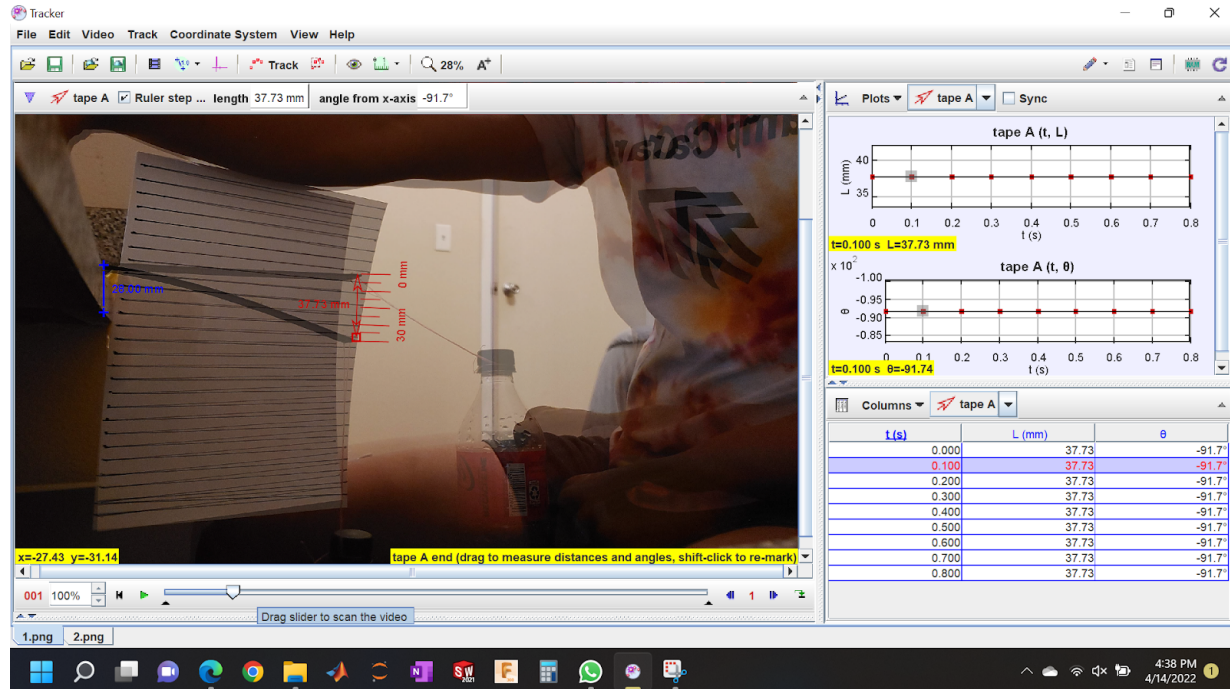 Tracker
File Edit Video Track Coordinate System View Help
Track 28% A+
tape A Ruler step ... length 37.73 mm angle from x-axis -91.7°
28.00 mm
37.73 mm
0 mm
30 mm
x=-27.43 y=-31.14
tape A end (drag to measure distances and angles, shift-click to re-mark)
001 100% 1
Drag slider to scan the video
1.png 2.png
Plots tape A Sync
tape A (t, L)
L (mm)
40
35
0 0.1 0.2 0.3 0.4 0.5 0.6 0.7 0.8
t (s)
t=0.100 s L=37.73 mm
tape A (t, θ)
x 10²
-1.00
-0.95
-0.90
-0.85
θ
0 0.1 0.2 0.3 0.4 0.5 0.6 0.7 0.8
t (s)
t=0.100 s θ=-91.74
Columns tape A
t (s) L (mm) θ
0.000 37.73 -91.7°
0.100 37.73 -91.7°
0.200 37.73 -91.7°
0.300 37.73 -91.7°
0.400 37.73 -91.7°
0.500 37.73 -91.7°
0.600 37.73 -91.7°
0.700 37.73 -91.7°
0.800 37.73 -91.7°
SW
2021
4:38 PM
4/14/2022
1